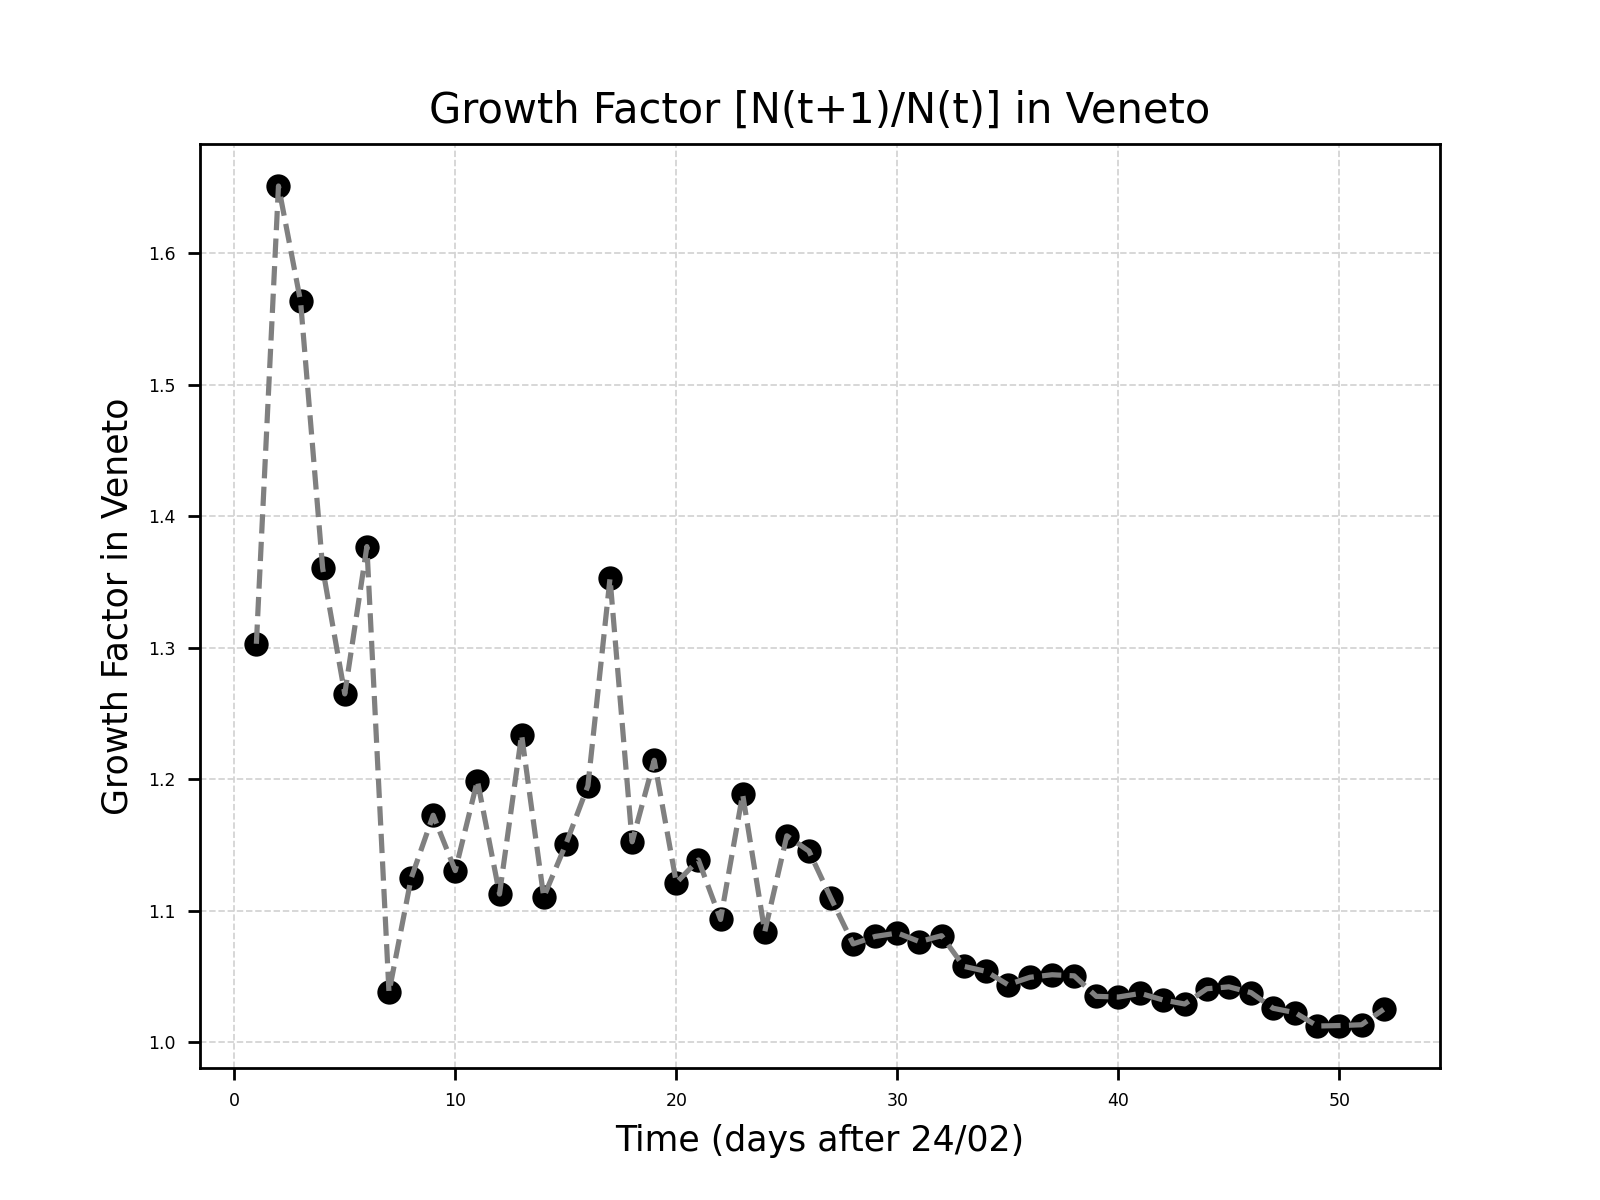 Growth Factor [N(t+1)/N(t)] in Veneto
Growth Factor in Veneto
1.6
1.5
1.4
1.3
1.2
1.1
1.0
0 10 20 30 40 50
Time (days after 24/02)